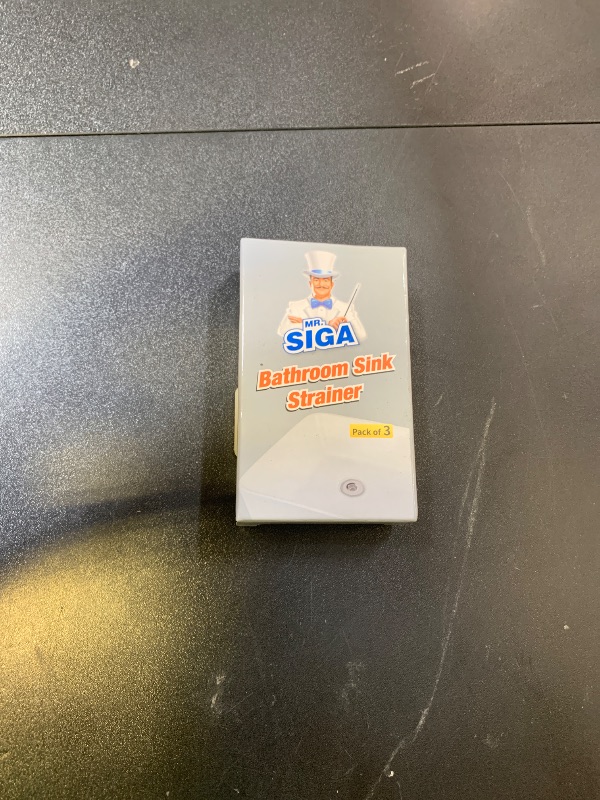 MR.
SIGA
Bathroom Sink
Strainer
Pack of 3